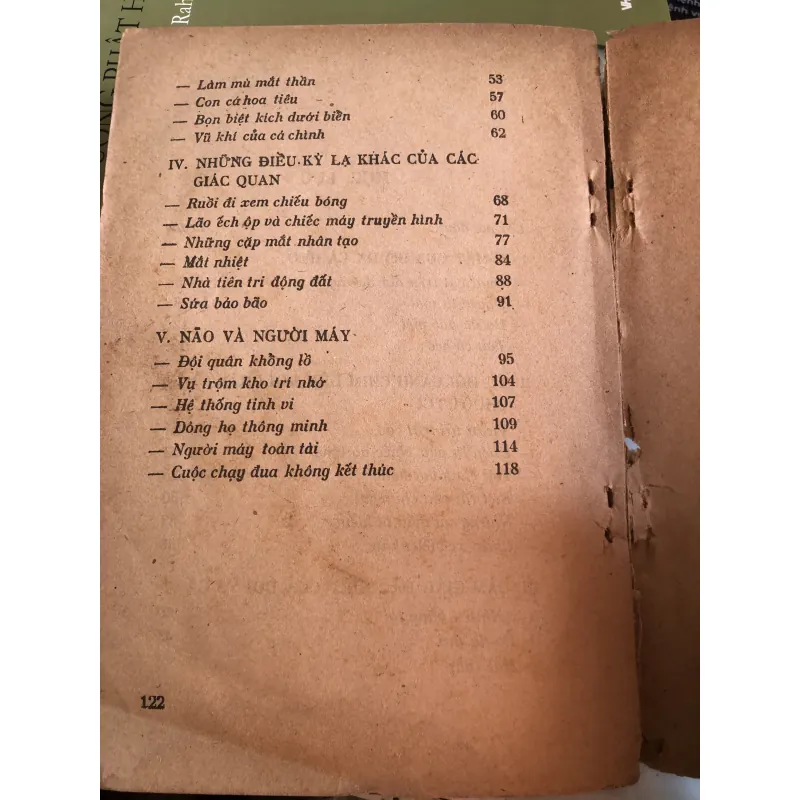 — Làm mù mắt thần 53
— Con cá hoa tiêu 57
— Bọn biệt kích dưới biển 60
— Vũ khí của cá chình 62
IV. NHỮNG ĐIỀU KỲ LẠ KHÁC CỦA CÁC
GIÁC QUAN
— Ruồi đi xem chiếu bóng 68
— Lão ếch ộp và chiếc máy truyền hình 71
— Những cặp mắt nhân tạo 77
— Mắt nhiệt 84
— Nhà tiên tri động đất 88
— Sứa báo bão 91
V. NÃO VÀ NGƯỜI MÁY
— Đội quân khổng lồ 95
— Vụ trộm kho trí nhớ 104
— Hệ thống tinh vi 107
— Dòng họ thông minh 109
— Người máy toàn tài 114
— Cuộc chạy đua không kết thúc 118
122